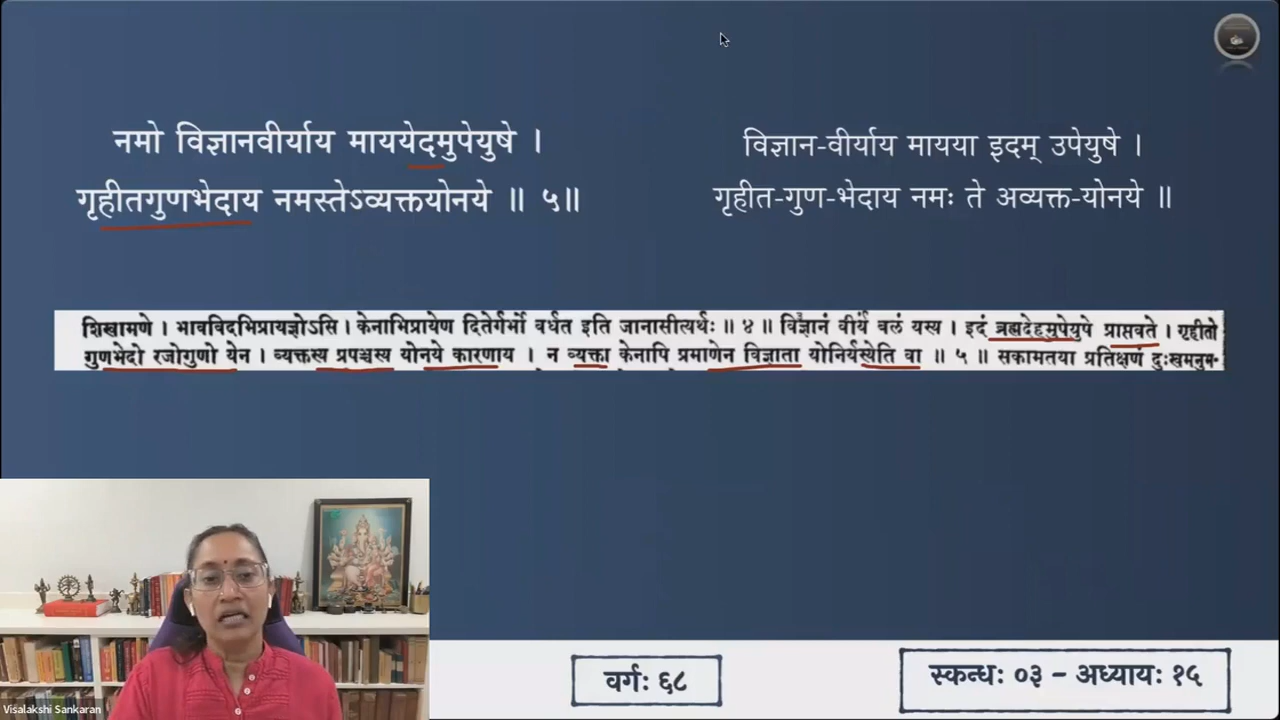 नमो विज्ञानवीर्याय माययेदमुपेयुषे ।
गृहीतगुणभेदाय नमस्तेऽव्यक्तयोनये ॥ ५॥
विज्ञान-वीर्याय मायया इदम् उपेयुषे ।
गृहीत-गुण-भेदाय नमः ते अव्यक्त-योनये ॥
शिखामणे । भावविदभिप्रायज्ञोऽसि । केनाभिप्रायेण दितेर्गर्भो वर्धत इति जानासीत्यर्थः ॥ ४ ॥ विज्ञानं वीर्यं बलं यस्य । इदं ब्रह्मदेहमुपेयुषे प्राप्तवते । गृहीतो
गुणभेदो रजोगुणो येन । व्यक्तस्य प्रपञ्चस्य योनये कारणाय । न व्यक्ता केनापि प्रमाणेन विज्ञाता योनिर्यस्येति वा ॥ ५ ॥ सकामतया प्रतिक्षणं दुःखमनुम-
Visalakshi Sankaran
वर्गः ६८
स्कन्धः ०३ – अध्यायः १५